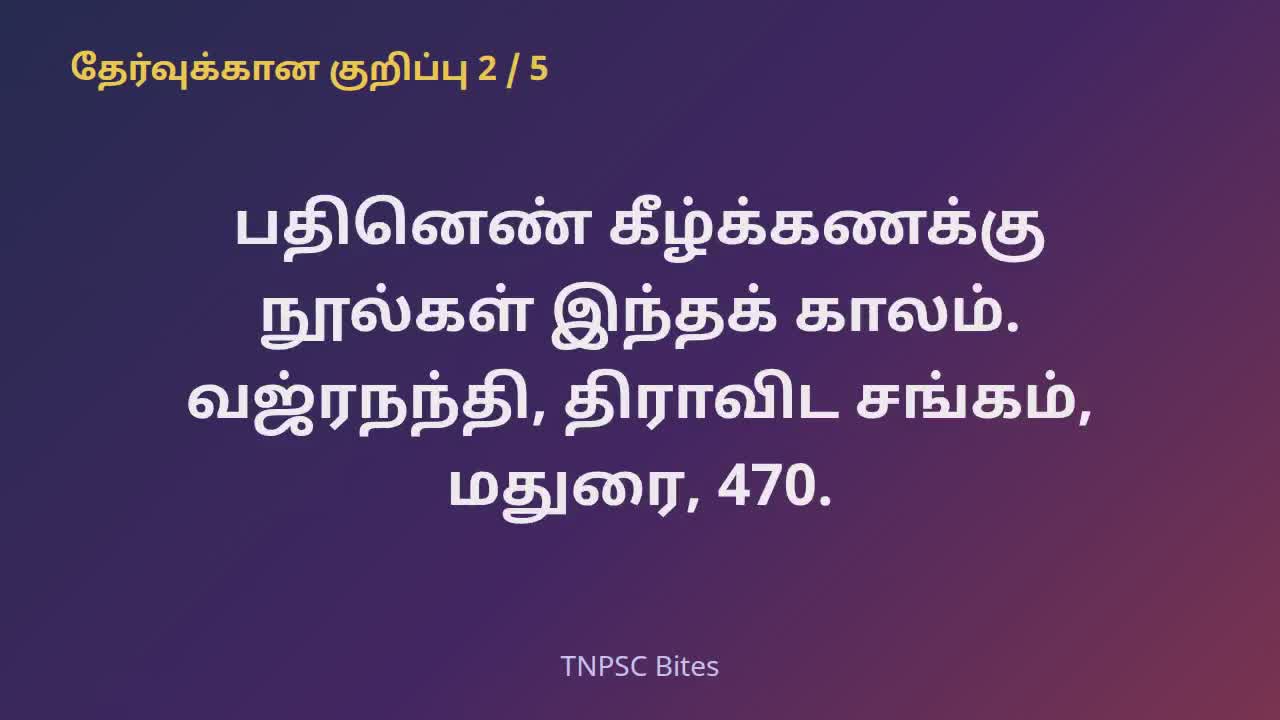 தேர்வுக்கான குறிப்பு 2 / 5
பதினெண் கீழ்க்கணக்கு
நூல்கள் இந்தக் காலம்.
வஜ்ரநந்தி, திராவிட சங்கம்,
மதுரை, 470.
TNPSC Bites